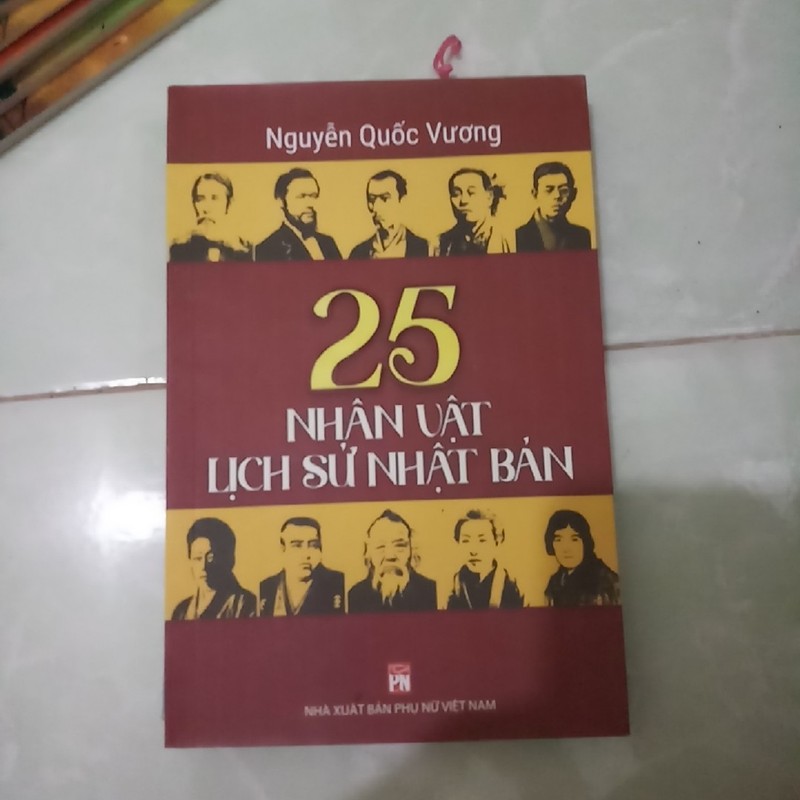 Nguyễn Quốc Vương
25
NHÂN VẬT
LỊCH SỬ NHẬT BẢN
PN
NHÀ XUẤT BẢN PHỤ NỮ VIỆT NAM